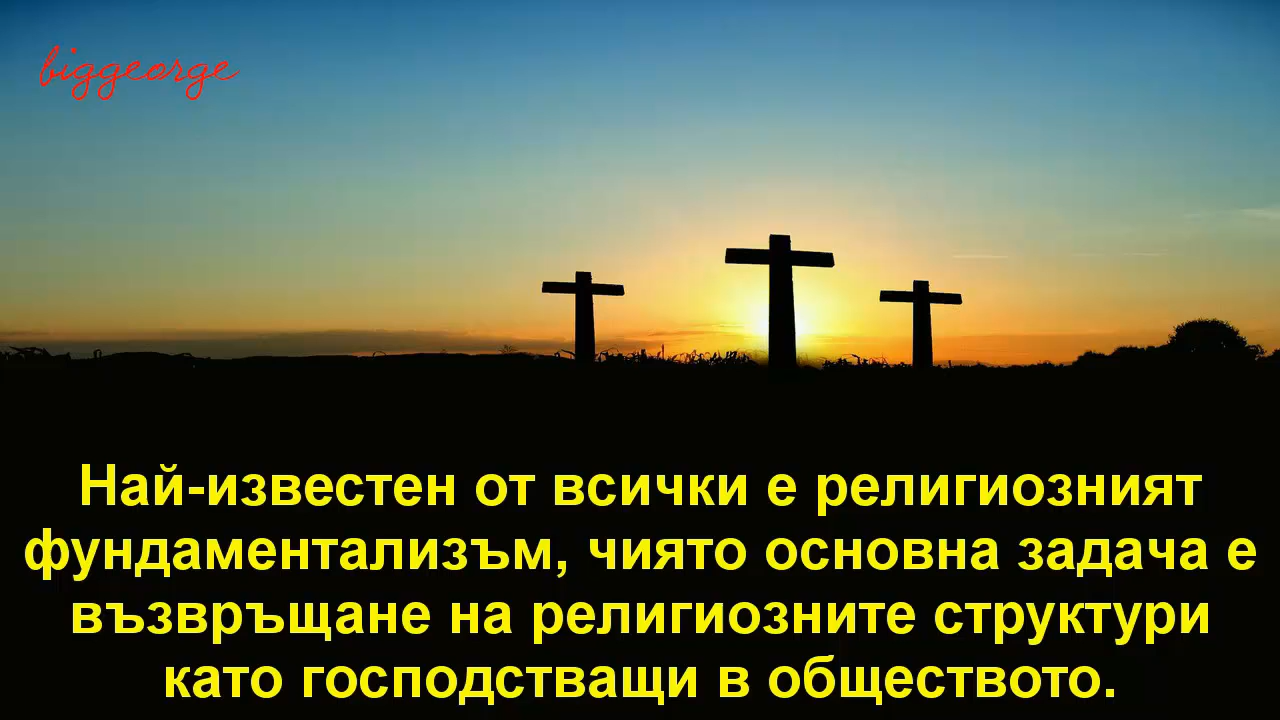 biggeorge
Най-известен от всички е религиозният
фундаментализъм, чиято основна задача е
възвръщане на религиозните структури
като господстващи в обществото.